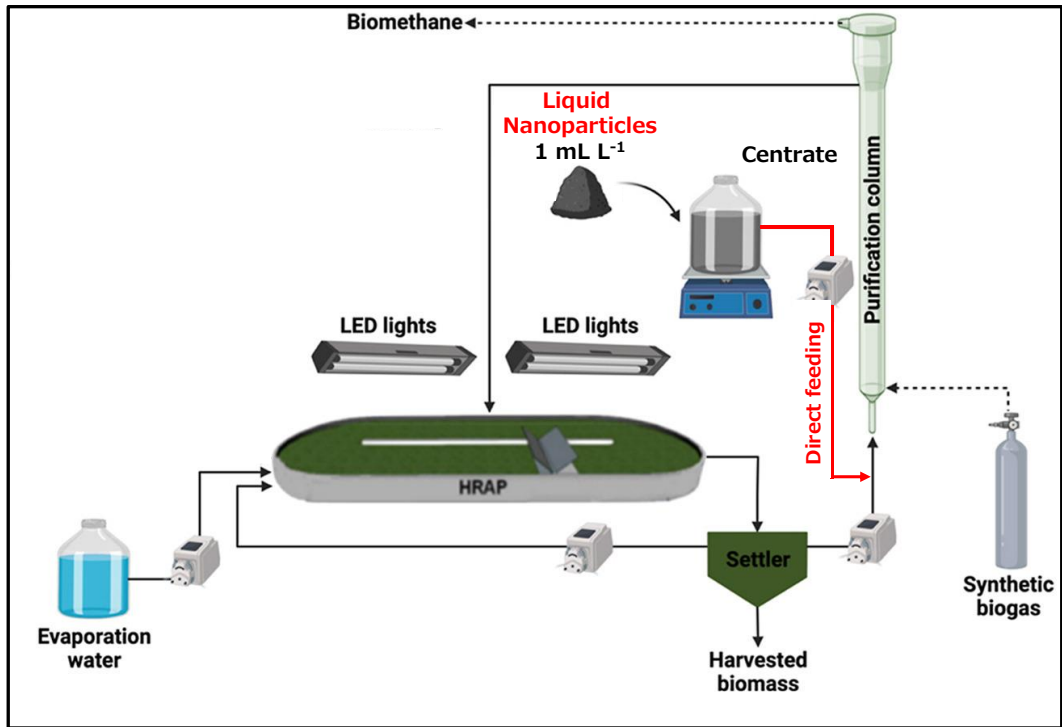 Biomethane
Liquid
Nanoparticles
1 mL L⁻¹
Centrate
Purification column
LED lights
LED lights
Direct feeding
HRAP
Settler
Evaporation
water
Harvested
biomass
Synthetic
biogas